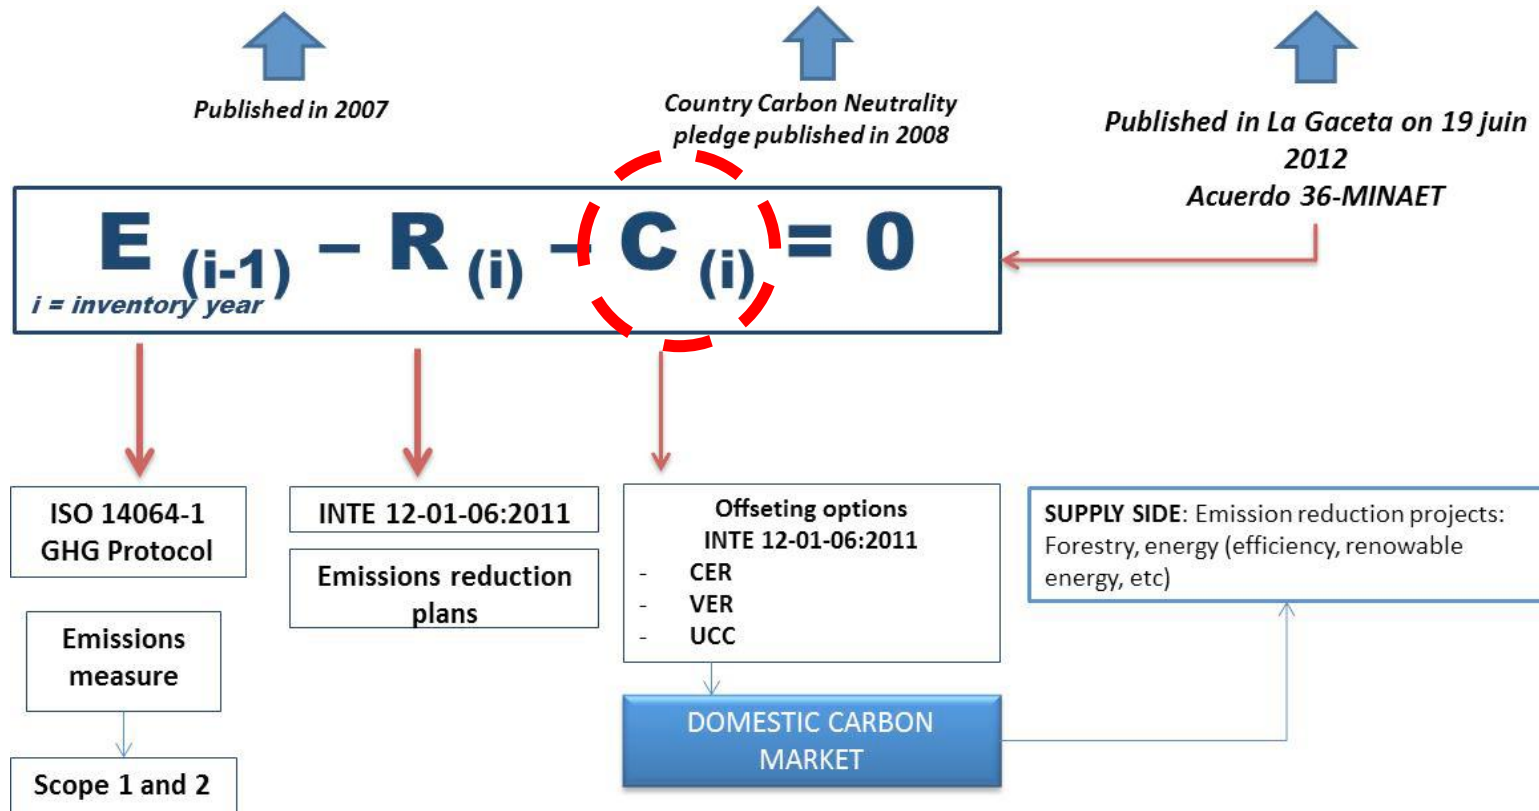 Published in 2007
Country Carbon Neutrality
pledge published in 2008
Published in La Gaceta on 19 juin
2012
Acuerdo 36-MINAET
E (i-1) – R (i) – C (i) = 0
i = inventory year
ISO 14064-1
GHG Protocol
Emissions
measure
Scope 1 and 2
INTE 12-01-06:2011
Emissions reduction
plans
Offseting options
INTE 12-01-06:2011
- CER
- VER
- UCC
DOMESTIC CARBON
MARKET
SUPPLY SIDE: Emission reduction projects:
Forestry, energy (efficiency, renowable
energy, etc)